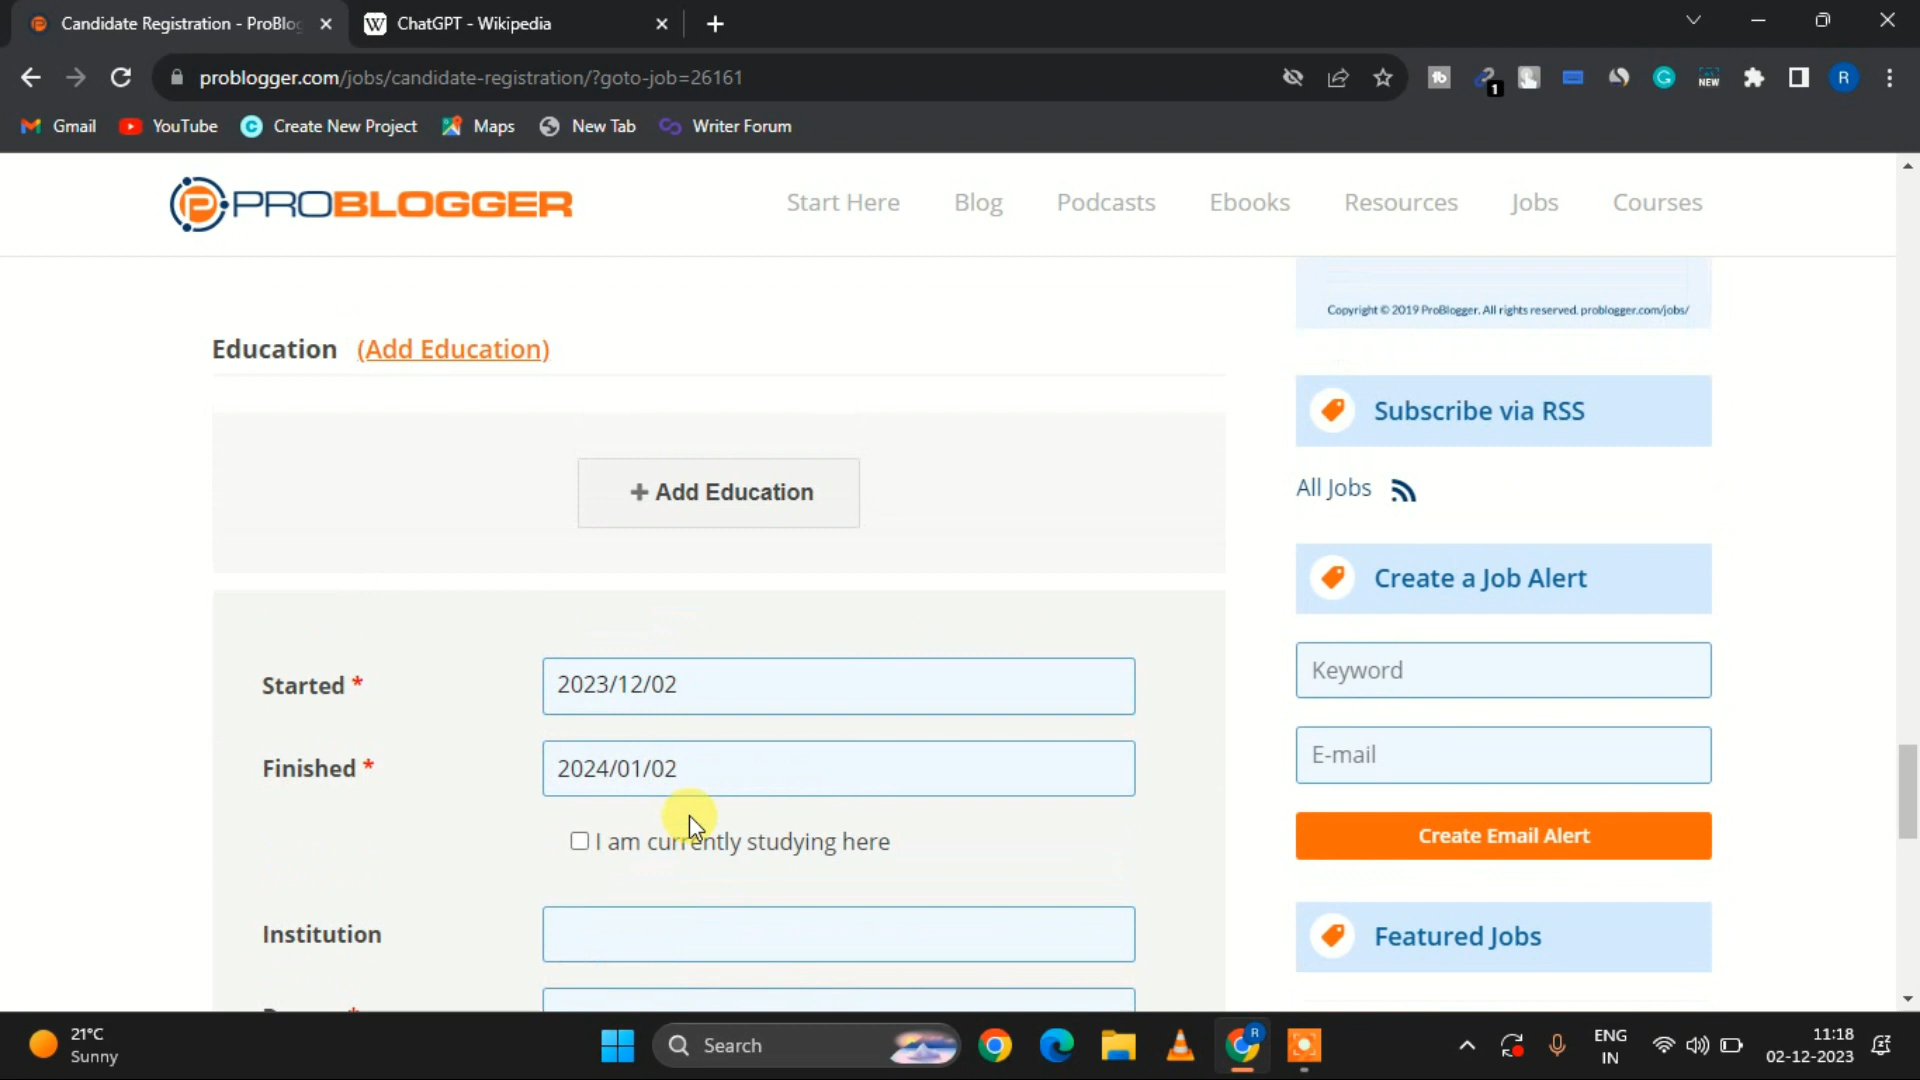 Candidate Registration - ProBlog
ChatGPT - Wikipedia
problogger.com/jobs/candidate-registration/?goto-job=26161
1
NEW
R
Gmail
YouTube
Create New Project
Maps
New Tab
Writer Forum
PROBLOGGER
Start Here
Blog
Podcasts
Ebooks
Resources
Jobs
Courses
Copyright © 2019 ProBlogger. All rights reserved. problogger.com/jobs/
Education (Add Education)
+ Add Education
Started *
2023/12/02
Finished *
2024/01/02
I am currently studying here
Institution
Subscribe via RSS
All Jobs
Create a Job Alert
Keyword
E-mail
Create Email Alert
Featured Jobs
21°C
Sunny
Search
R
ENG
IN
11:18
02-12-2023